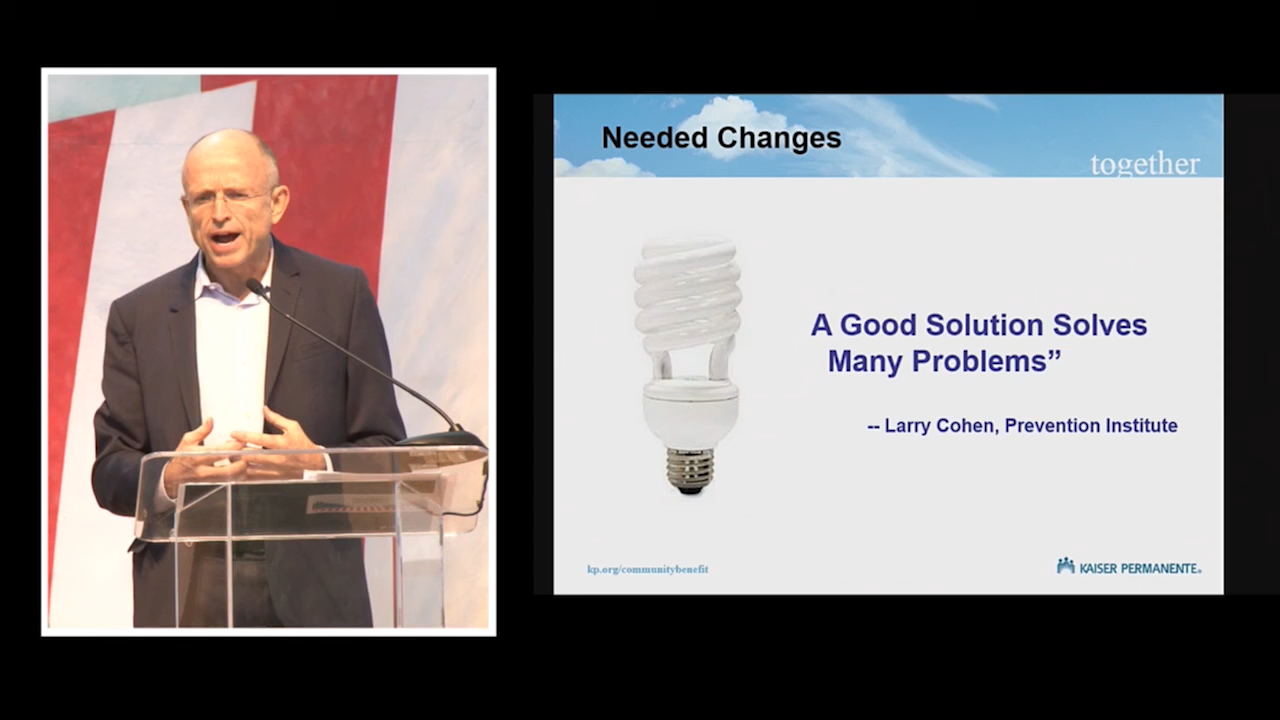 Needed Changes
together
A Good Solution Solves
Many Problems”
-- Larry Cohen, Prevention Institute
kp.org/communitybenefit
KAISER PERMANENTE®